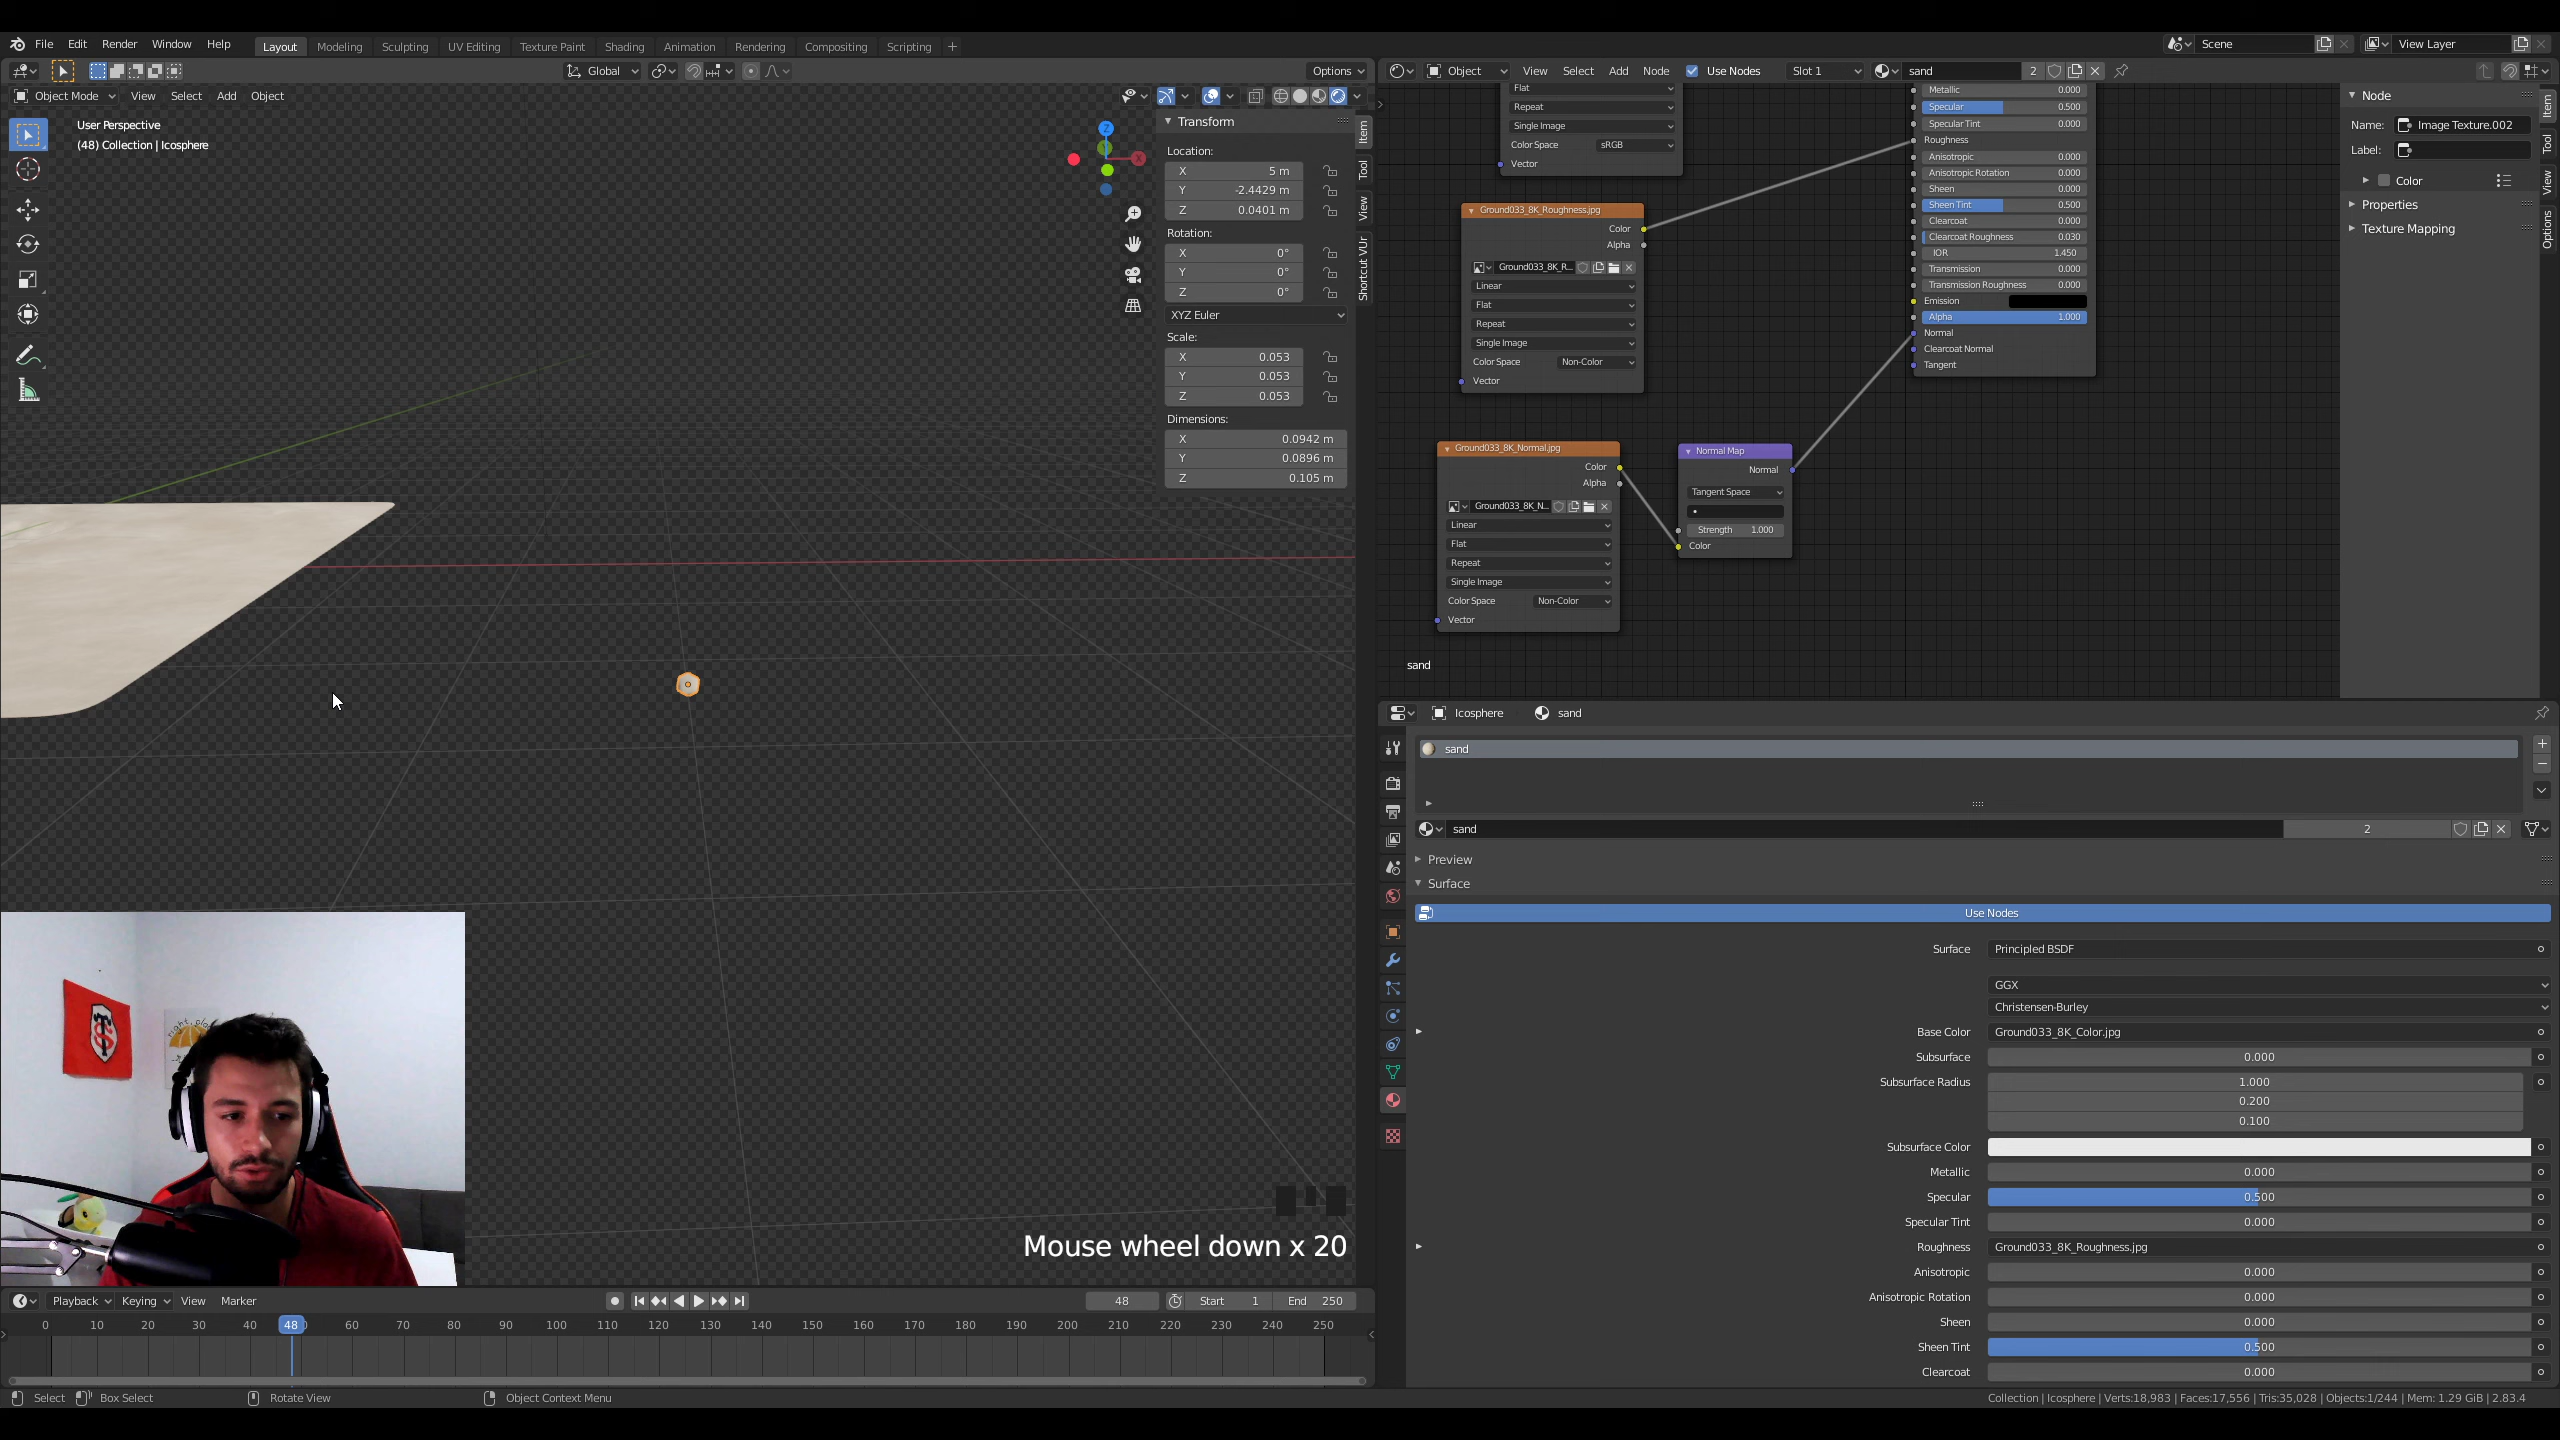 File Edit Render Window Help Layout Modeling Sculpting UV Editing Texture Paint Shading Animation Rendering Compositing Scripting + Scene View Layer
Global Options
Object View Select Add Node Use Nodes Slot 1 sand 2
Object Mode View Select Add Object
User Perspective
(48) Collection | Icosphere
Z
X
Transform
Location:
X 5 m
Y -2.4429 m
Z 0.0401 m
Rotation:
X 0°
Y 0°
Z 0°
XYZ Euler
Scale:
X 0.053
Y 0.053
Z 0.053
Dimensions:
X 0.0942 m
Y 0.0896 m
Z 0.105 m
Item
Tool
View
Shortcut VUr
Flat
Repeat
Single Image
Color Space sRGB
Vector
Ground033_8K_Roughness.jpg
Color
Alpha
Ground033_8K_R...
Linear
Flat
Repeat
Single Image
Color Space Non-Color
Vector
Ground033_8K_Normal.jpg
Color
Alpha
Ground033_8K_N...
Linear
Flat
Repeat
Single Image
Color Space Non-Color
Vector
Normal Map
Normal
Tangent Space
Strength 1.000
Color
Metallic 0.000
Specular 0.500
Specular Tint 0.000
Roughness
Anisotropic 0.000
Anisotropic Rotation 0.000
Sheen 0.000
Sheen Tint 0.500
Clearcoat 0.000
Clearcoat Roughness 0.030
IOR 1.450
Transmission 0.000
Transmission Roughness 0.000
Emission
Alpha 1.000
Normal
Clearcoat Normal
Tangent
sand
Node
Name: Image Texture.002
Label:
Color
Properties
Texture Mapping
Item
Tool
View
Options
Icosphere sand
sand
sand 2
Preview
Surface
Use Nodes
Surface Principled BSDF
GGX
Christensen-Burley
Base Color Ground033_8K_Color.jpg
Subsurface 0.000
Subsurface Radius 1.000
0.200
0.100
Subsurface Color
Metallic 0.000
Specular 0.500
Specular Tint 0.000
Roughness Ground033_8K_Roughness.jpg
Anisotropic 0.000
Anisotropic Rotation 0.000
Sheen 0.000
Sheen Tint 0.500
Clearcoat 0.000
Mouse wheel down x 20
Playback Keying View Marker 48 Start 1 End 250
0 10 20 30 40 48 60 70 80 90 100 110 120 130 140 150 160 170 180 190 200 210 220 230 240 250
Select Box Select Rotate View Object Context Menu Collection | Icosphere | Verts:18,983 | Faces:17,556 | Tris:35,028 | Objects:1/244 | Mem: 1.29 GiB | 2.83.4